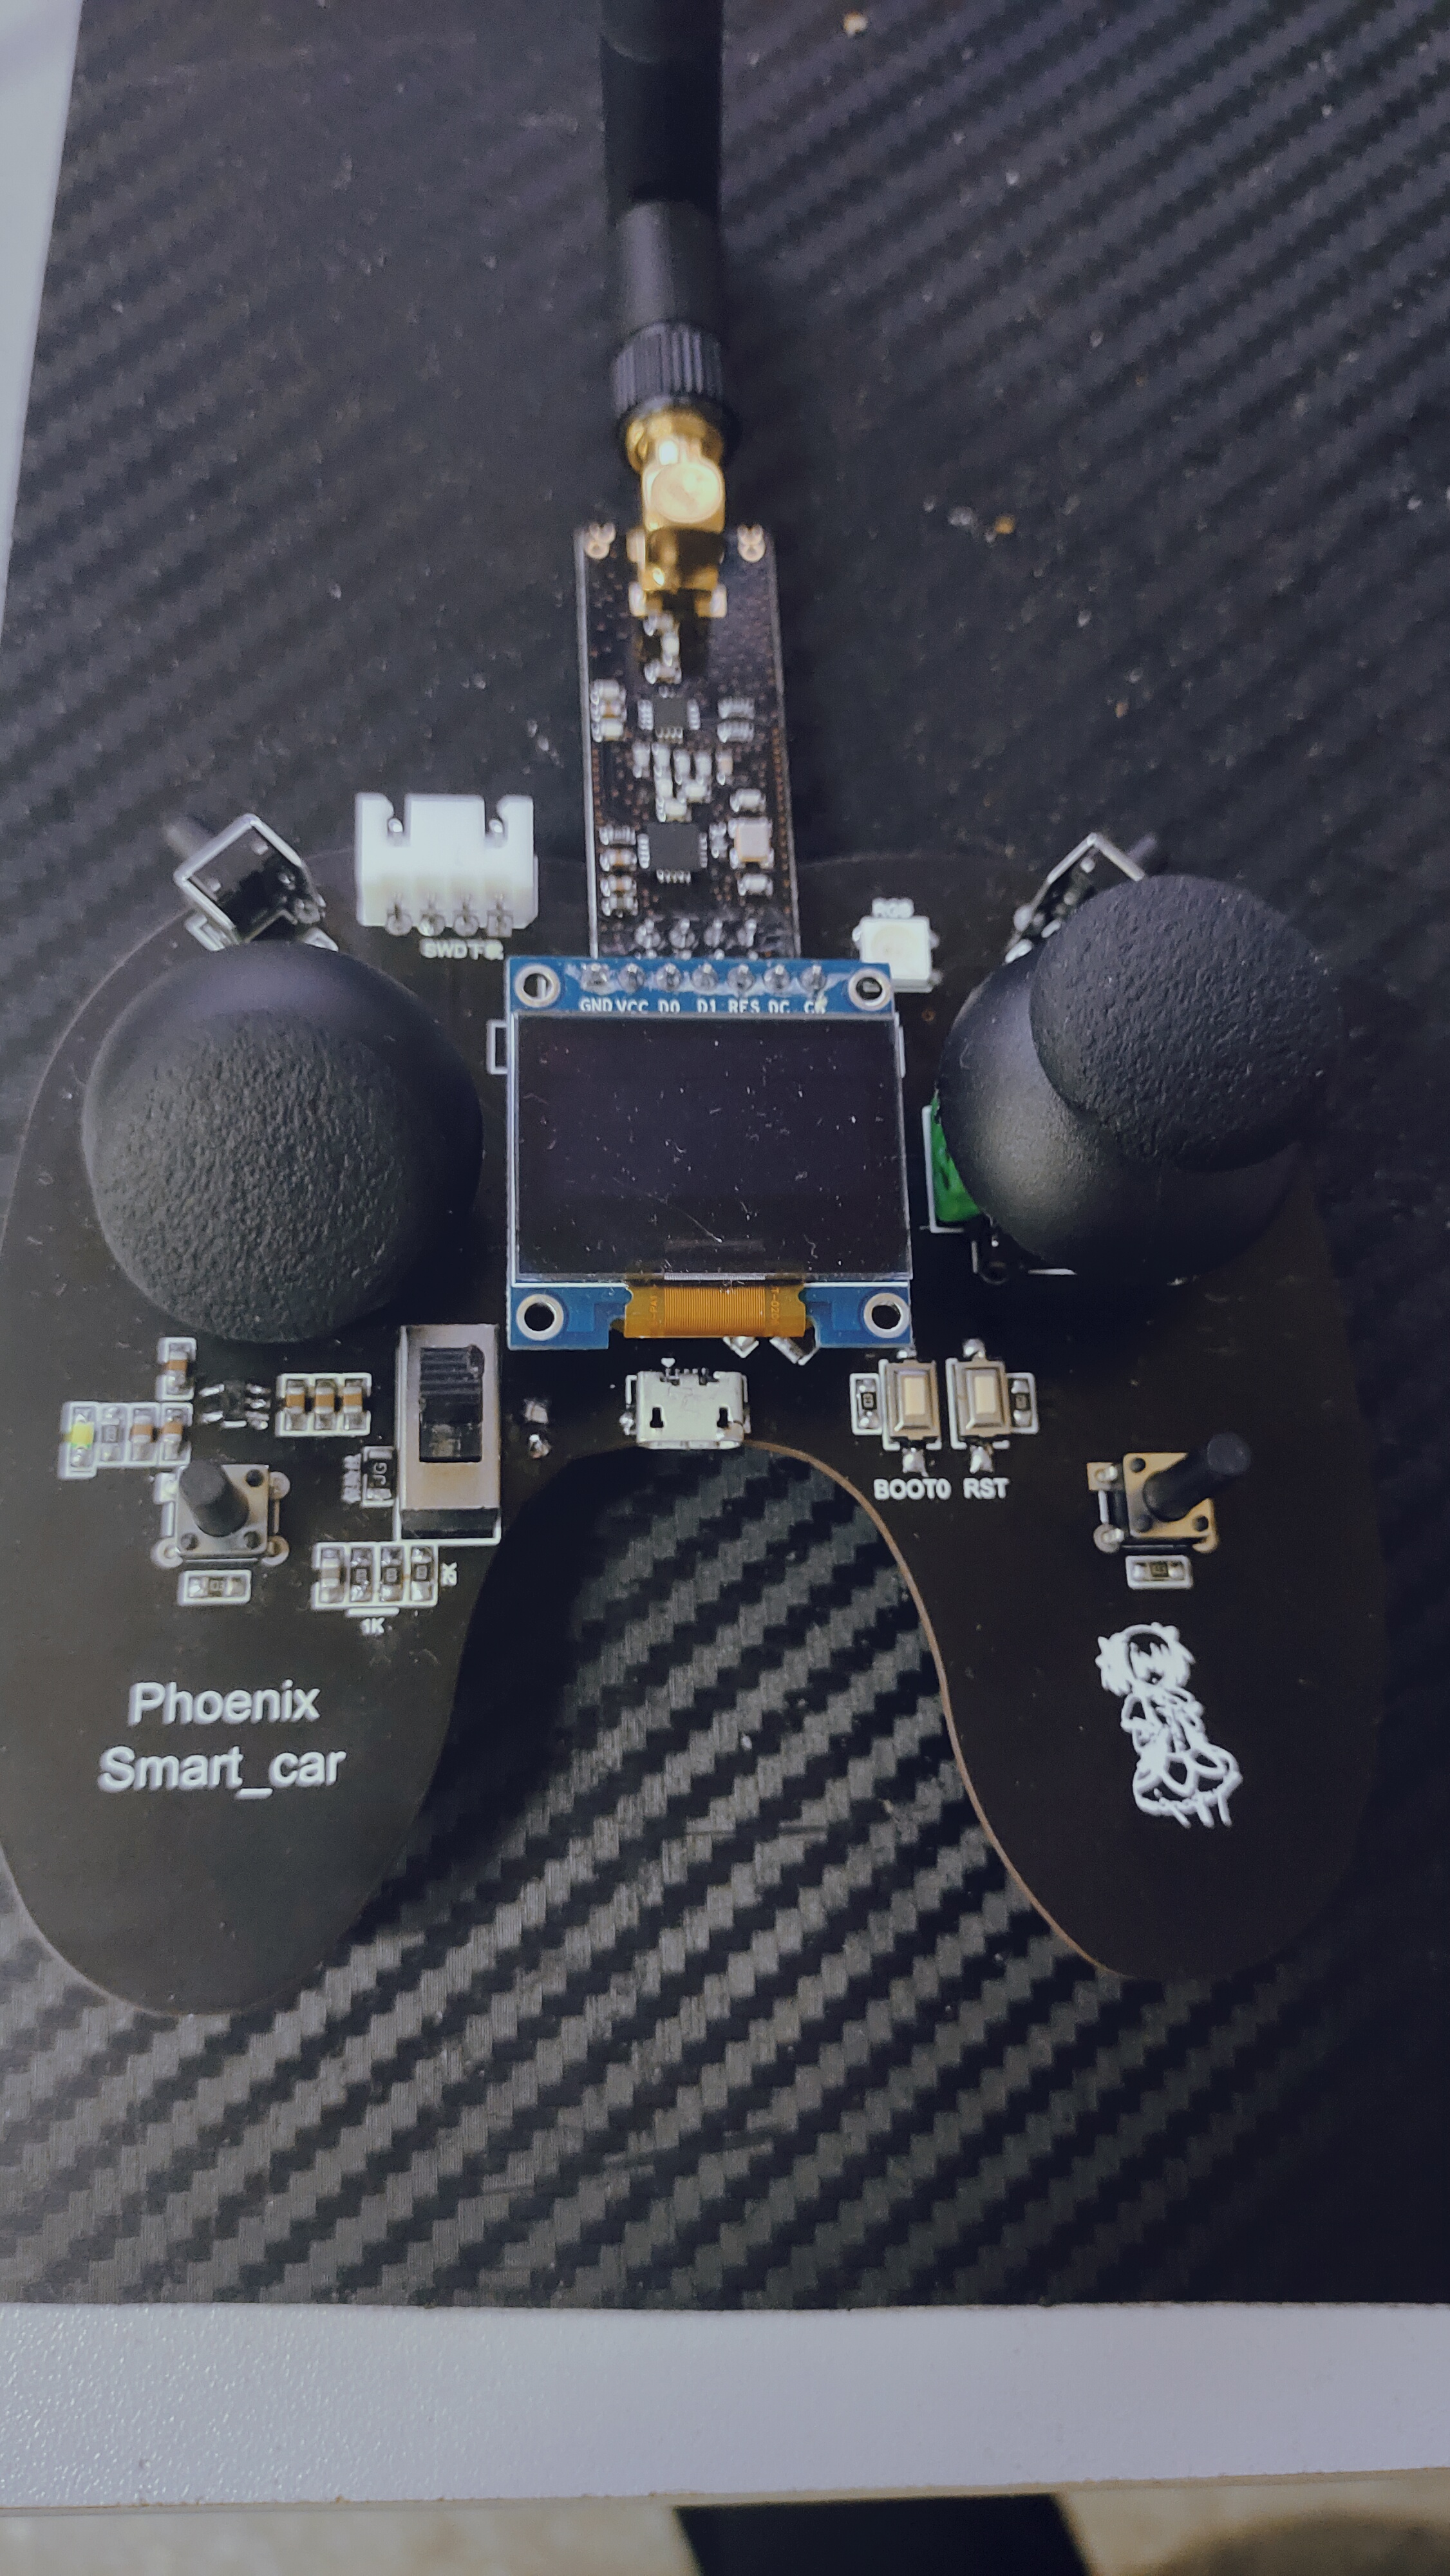 RGB
SWD下载
GND VCC D0 D1 RES DC CS
BOOT0 RST
1K
Phoenix
Smart_car